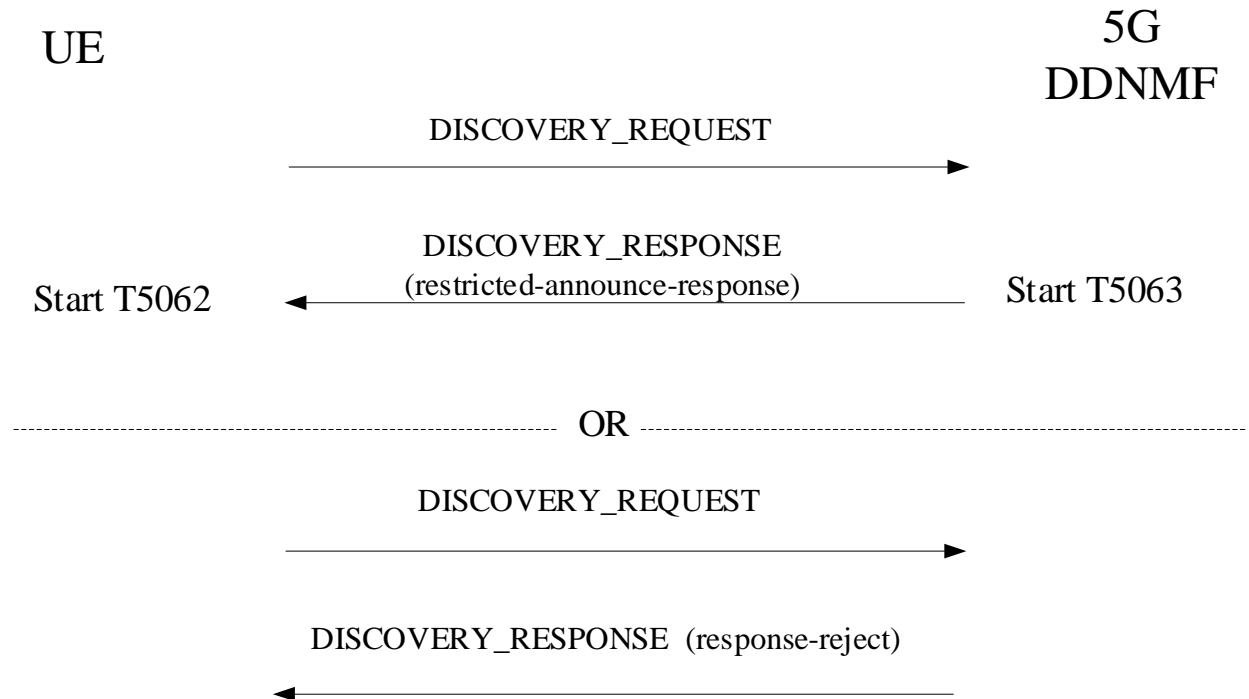 UE
5G
DDNMF
DISCOVERY_REQUEST
DISCOVERY_RESPONSE
(restricted-announce-response)
Start T5062
Start T5063
OR
DISCOVERY_REQUEST
DISCOVERY_RESPONSE (response-reject)